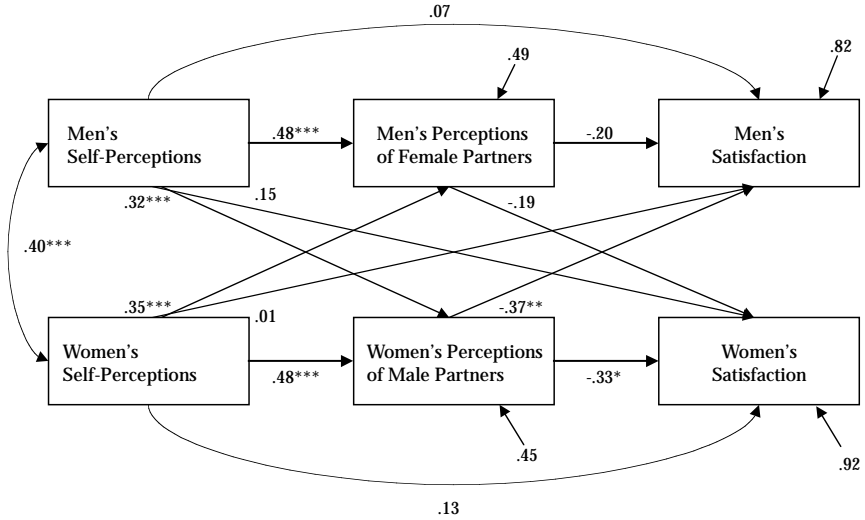 .07
.49
.82
Men's
Self-Perceptions
.48***
Men's Perceptions
of Female Partners
-.20
Men's
Satisfaction
.32***
.15
-.19
.40***
.35***
.01
-.37**
Women's
Self-Perceptions
.48***
Women's Perceptions
of Male Partners
-.33*
Women's
Satisfaction
.45
.92
.13